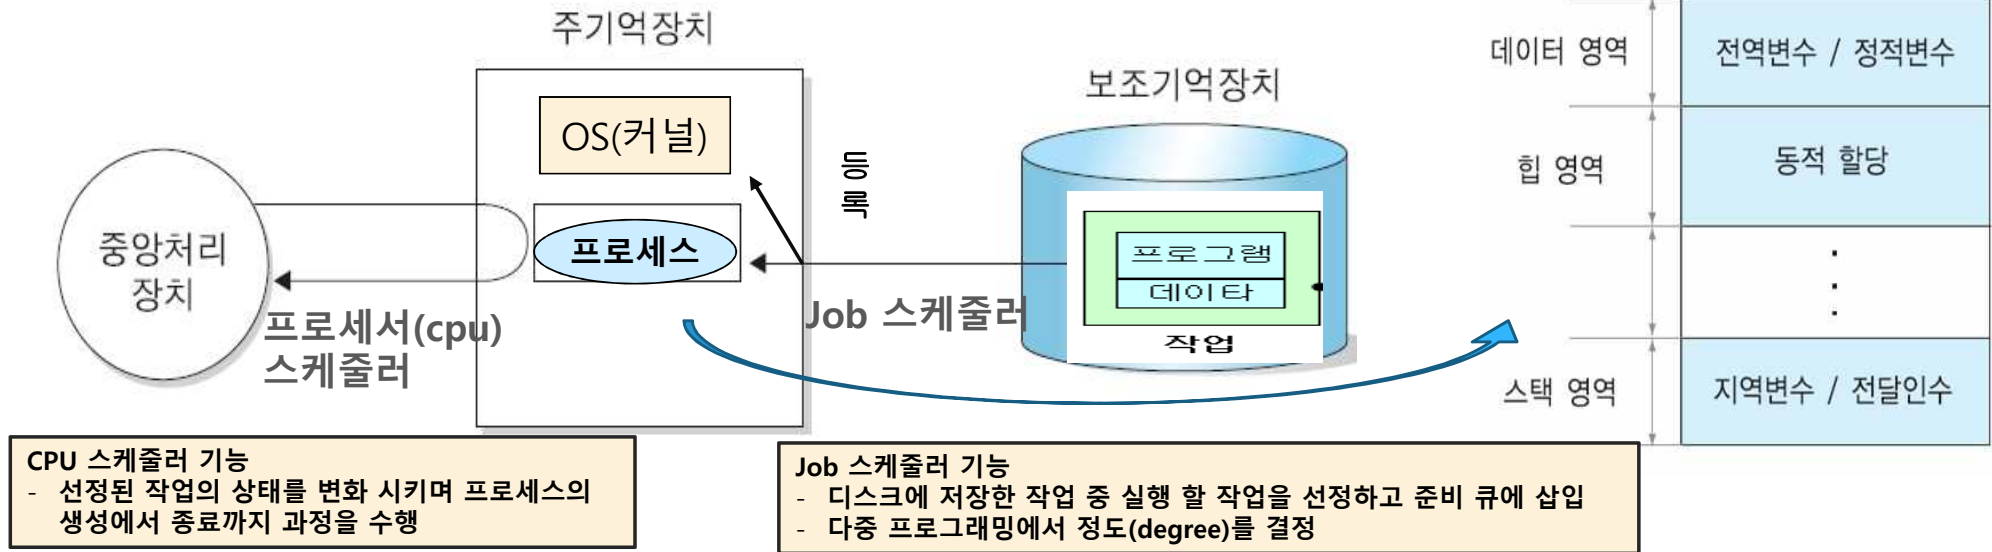 주기억장치
OS(커널)
프로세스
중앙처리
장치
프로세서(cpu)
스케줄러
등
록
Job 스케줄러
보조기억장치
프로그램
데이타
작업
데이터 영역
전역변수 / 정적변수
힙 영역
동적 할당
스택 영역
지역변수 / 전달인수
CPU 스케줄러 기능
- 선정된 작업의 상태를 변화 시키며 프로세스의
생성에서 종료까지 과정을 수행
Job 스케줄러 기능
- 디스크에 저장한 작업 중 실행 할 작업을 선정하고 준비 큐에 삽입
- 다중 프로그래밍에서 정도(degree)를 결정